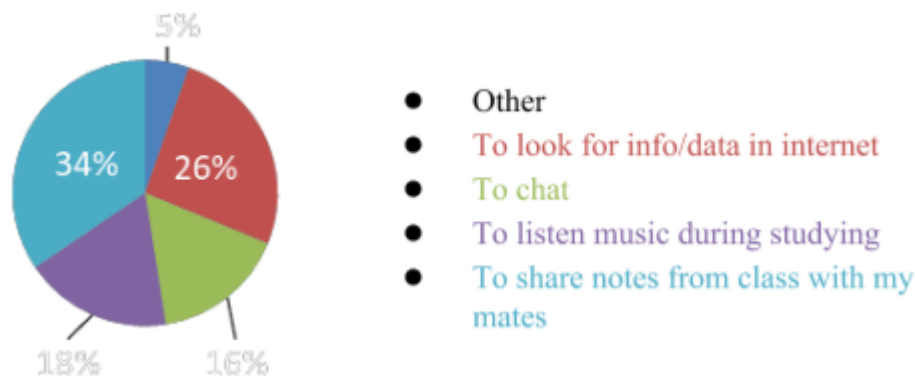 5%
34%
26%
18%
16%
Other
To look for info/data in internet
To chat
To listen music during studying
To share notes from class with my
mates